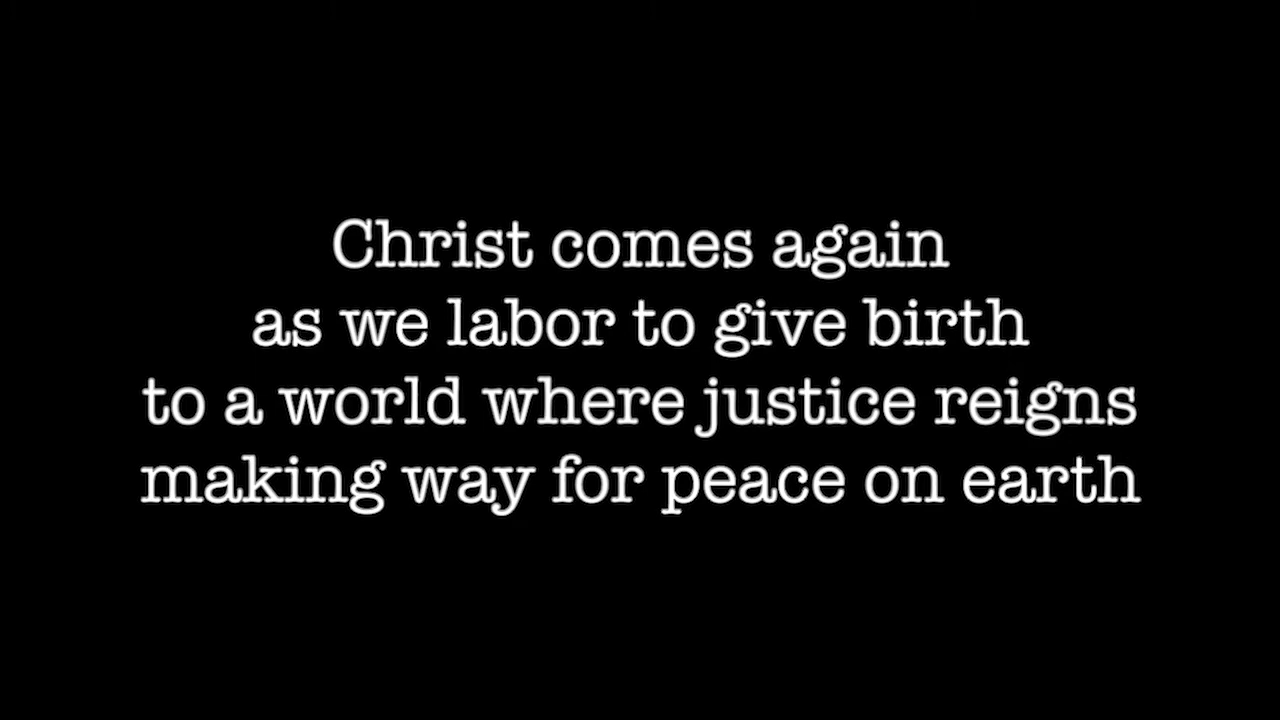 Christ comes again
as we labor to give birth
to a world where justice reigns
making way for peace on earth